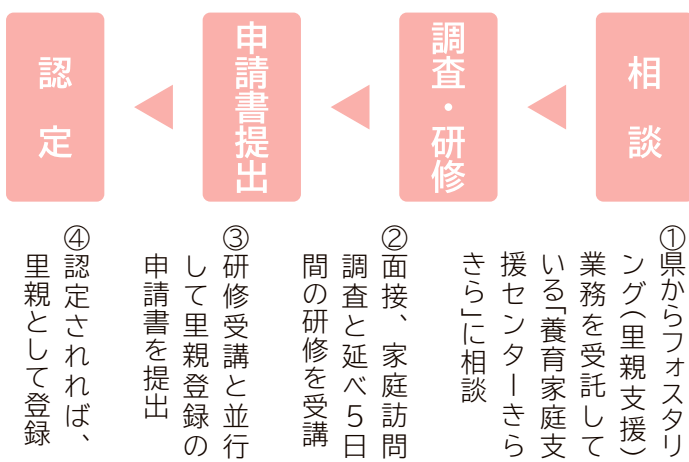 相談
調査・研修
申請書提出
認定
①県からフォスタリ
ング(里親支援)
業務を受託して
いる「養育家庭支
援センターきら
きら」に相談
②面接、家庭訪問
調査と延べ5日
間の研修を受講
③研修受講と並行
して里親登録の
申請書を提出
④認定されれば、
里親として登録